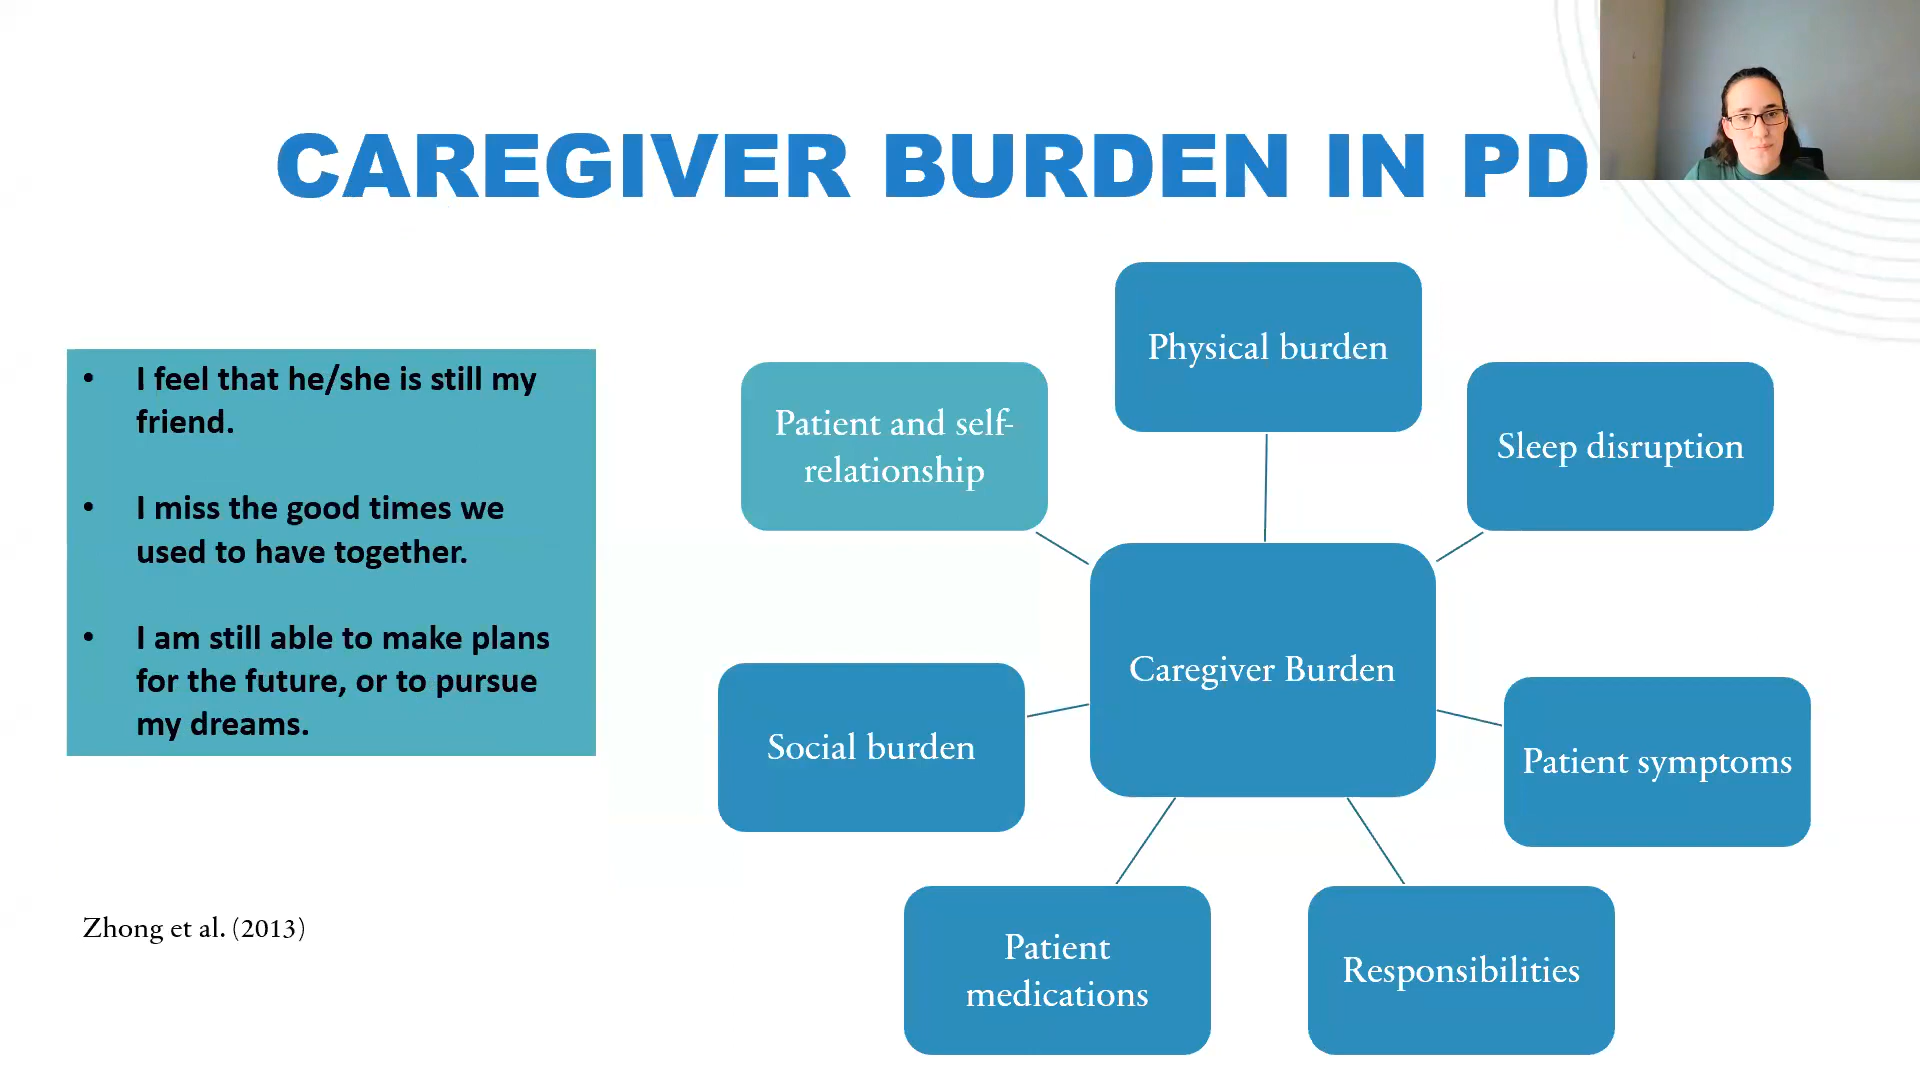 CAREGIVER BURDEN IN PD
• I feel that he/she is still my
friend.
• I miss the good times we
used to have together.
• I am still able to make plans
for the future, or to pursue
my dreams.
Zhong et al. (2013)
Physical burden
Patient and self-
relationship
Sleep disruption
Caregiver Burden
Social burden
Patient symptoms
Patient
medications
Responsibilities